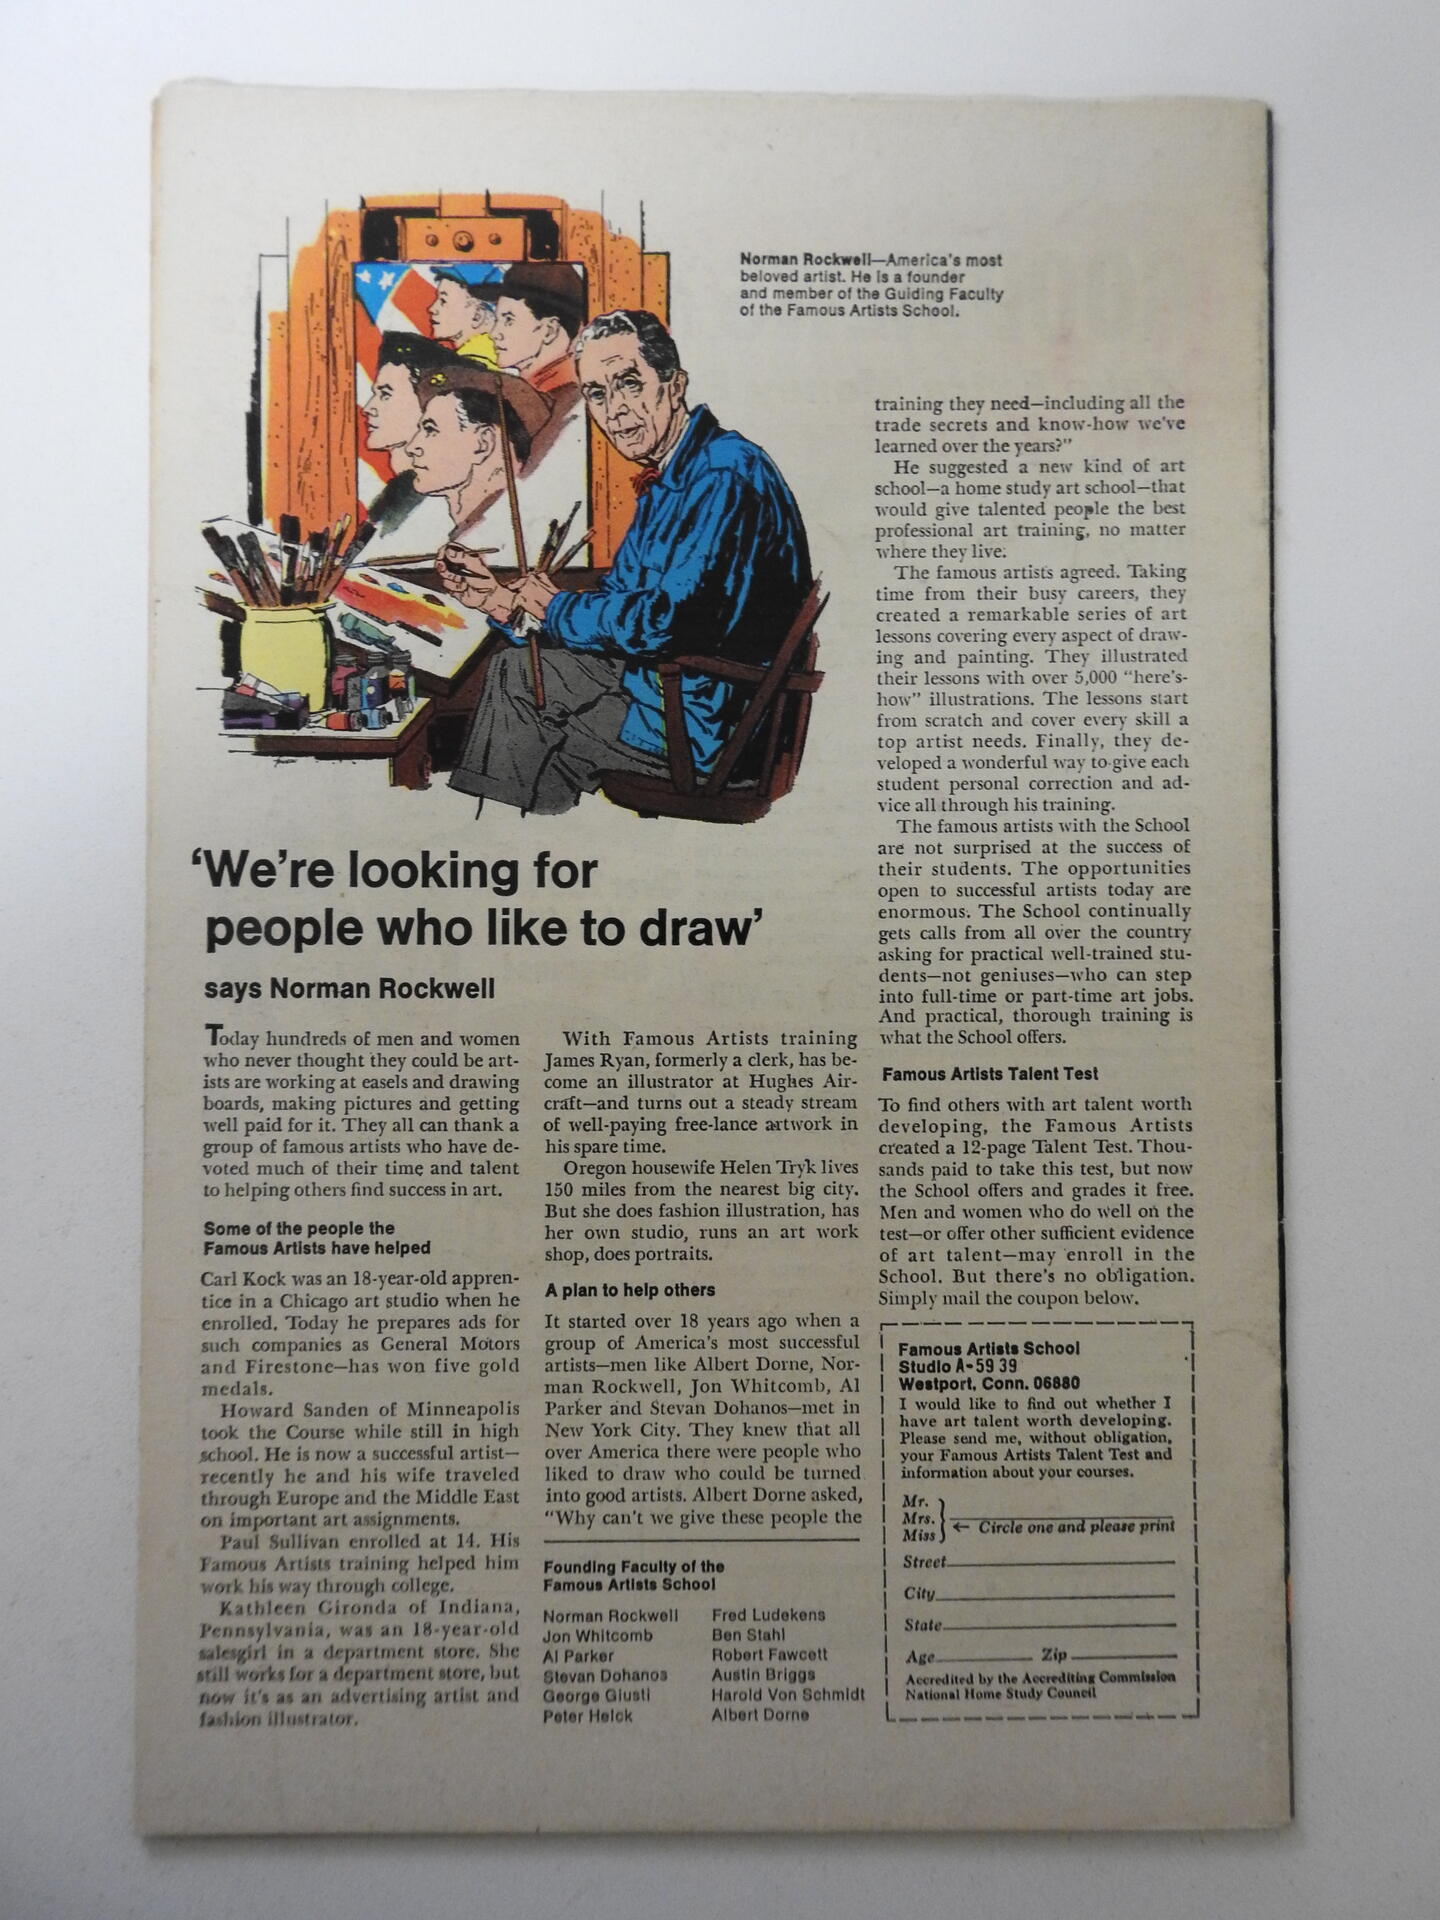 Norman Rockwell—America's most
beloved artist. He is a founder
and member of the Guiding Faculty
of the Famous Artists School.
'We're looking for
people who like to draw'
says Norman Rockwell
Today hundreds of men and women
who never thought they could be art-
ists are working at easels and drawing
boards, making pictures and getting
well paid for it. They all can thank a
group of famous artists who have de-
voted much of their time and talent
to helping others find success in art.
Some of the people the
Famous Artists have helped
Carl Kock was an 18-year-old appren-
tice in a Chicago art studio when he
enrolled. Today he prepares ads for
such companies as General Motors
and Firestone—has won five gold
medals.
Howard Sanden of Minneapolis
took the Course while still in high
school. He is now a successful artist—
recently he and his wife traveled
through Europe and the Middle East
on important art assignments.
Paul Sullivan enrolled at 14. His
Famous Artists training helped him
work his way through college.
Kathleen Gironda of Indiana,
Pennsylvania, was an 18-year-old
salesgirl in a department store. She
still works for a department store, but
now it's as an advertising artist and
fashion illustrator.
With Famous Artists training
James Ryan, formerly a clerk, has be-
come an illustrator at Hughes Air-
craft—and turns out a steady stream
of well-paying free-lance artwork in
his spare time.
Oregon housewife Helen Tryk lives
150 miles from the nearest big city.
But she does fashion illustration, has
her own studio, runs an art work
shop, does portraits.
A plan to help others
It started over 18 years ago when a
group of America's most successful
artists—men like Albert Dorne, Nor-
man Rockwell, Jon Whitcomb, Al
Parker and Stevan Dohanos—met in
New York City. They knew that all
over America there were people who
liked to draw who could be turned
into good artists. Albert Dorne asked,
"Why can't we give these people the
training they need—including all the
trade secrets and know-how we've
learned over the years?"
He suggested a new kind of art
school—a home study art school—that
would give talented people the best
professional art training, no matter
where they live.
The famous artists agreed. Taking
time from their busy careers, they
created a remarkable series of art
lessons covering every aspect of draw-
ing and painting. They illustrated
their lessons with over 5,000 "here's-
how" illustrations. The lessons start
from scratch and cover every skill a
top artist needs. Finally, they de-
veloped a wonderful way to give each
student personal correction and ad-
vice all through his training.
The famous artists with the School
are not surprised at the success of
their students. The opportunities
open to successful artists today are
enormous. The School continually
gets calls from all over the country
asking for practical well-trained stu-
dents—not geniuses—who can step
into full-time or part-time art jobs.
And practical, thorough training is
what the School offers.
Famous Artists Talent Test
To find others with art talent worth
developing, the Famous Artists
created a 12-page Talent Test. Thou-
sands paid to take this test, but now
the School offers and grades it free.
Men and women who do well on the
test—or offer other sufficient evidence
of art talent—may enroll in the
School. But there's no obligation.
Simply mail the coupon below.
Founding Faculty of the
Famous Artists School
Norman Rockwell
Jon Whitcomb
Al Parker
Stevan Dohanos
George Giusti
Peter Helck
Fred Ludekens
Ben Stahl
Robert Fawcett
Austin Briggs
Harold Von Schmidt
Albert Dorne
Famous Artists School
Studio A-59 39
Westport, Conn. 06880
I would like to find out whether I
have art talent worth developing.
Please send me, without obligation,
your Famous Artists Talent Test and
information about your courses.
Mr.
Mrs.
Miss
← Circle one and please print
Street
City
State
Age Zip
Accredited by the Accrediting Commission
National Home Study Council